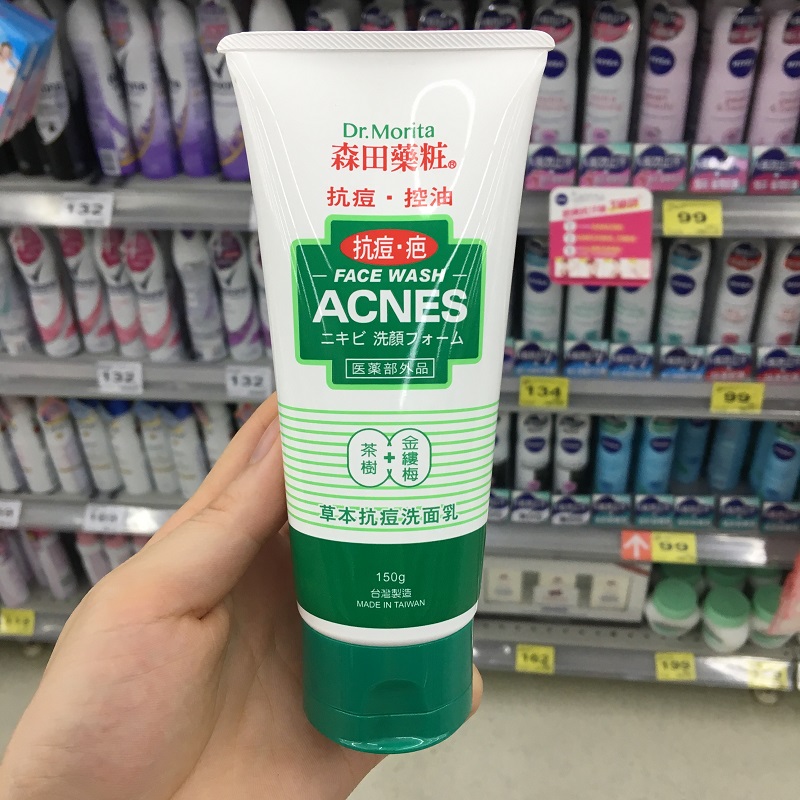 Dr.Morita
森田藥粧®
抗痘・控油
抗痘・疤
FACE WASH
ACNES
ニキビ 洗顔フォーム
医薬部外品
茶樹
+
金縷梅
草本抗痘洗面乳
150g
台灣製造
MADE IN TAIWAN
132
99
132
132
134
99
99
162
199
NIVEA
NIVEA